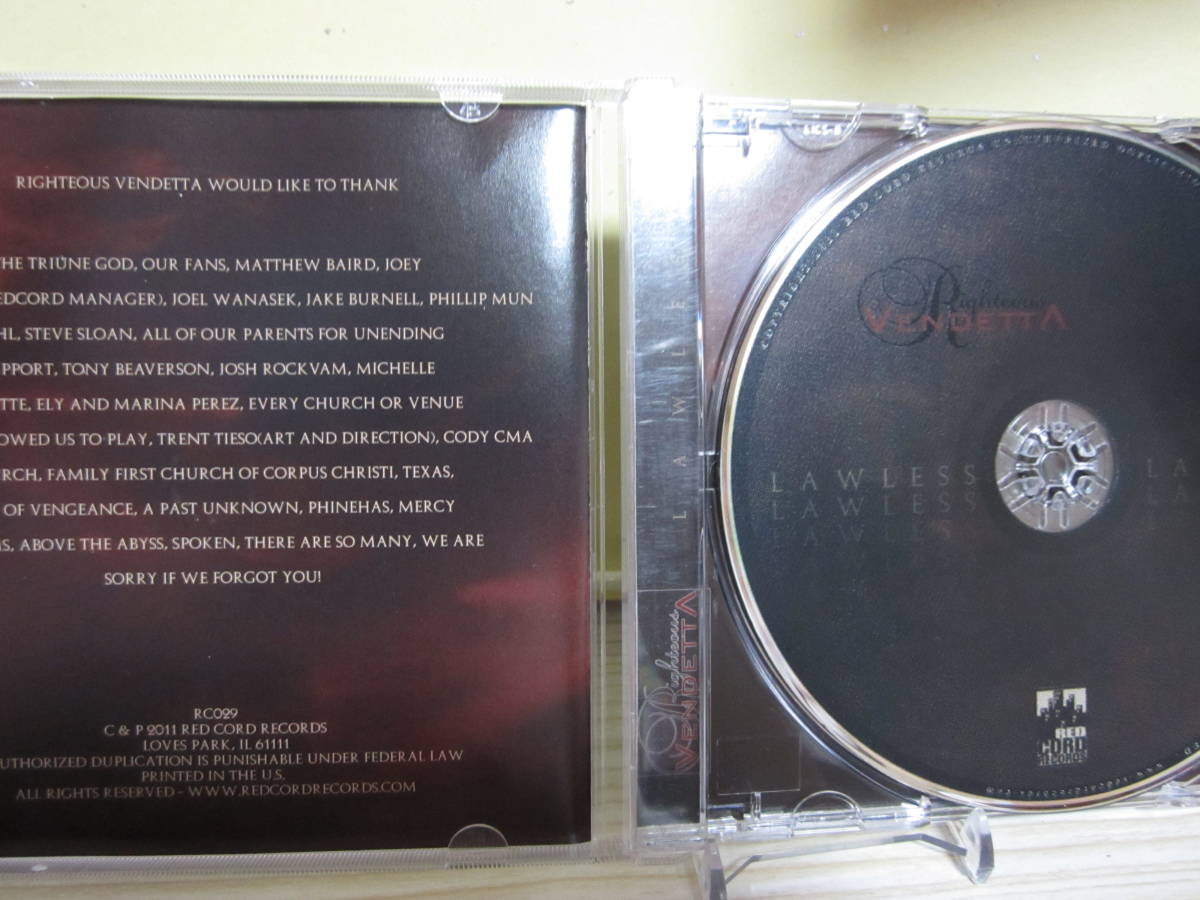 RIGHTEOUS VENDETTA WOULD LIKE TO THANK
HE TRIUNE GOD, OUR FANS, MATTHEW BAIRD, JOEY
EDCORD MANAGER), JOEL WANASEK, JAKE BURNELL, PHILLIP MUN
HL, STEVE SLOAN, ALL OF OUR PARENTS FOR UNENDING
PPORT, TONY BEAVERSON, JOSH ROCKVAM, MICHELLE
TTE, ELY AND MARINA PEREZ, EVERY CHURCH OR VENUE
OWED US TO PLAY, TRENT TIESO(ART AND DIRECTION), CODY CMA
RCH, FAMILY FIRST CHURCH OF CORPUS CHRISTI, TEXAS,
OF VENGEANCE, A PAST UNKNOWN, PHINEHAS, MERCY
S, ABOVE THE ABYSS, SPOKEN, THERE ARE SO MANY, WE ARE
SORRY IF WE FORGOT YOU!
RC029
C & P 2011 RED CORD RECORDS
LOVES PARK, IL 61111
UTHORIZED DUPLICATION IS PUNISHABLE UNDER FEDERAL LAW
PRINTED IN THE U.S.
ALL RIGHTS RESERVED - WWW.REDCORDRECORDS.COM
Righteous
VENDETTA
LAWLE
Righteous
VENDETTA
LAWLESS LA
LAWLESS LA
LAWLES
RED
CORD
RECORDS